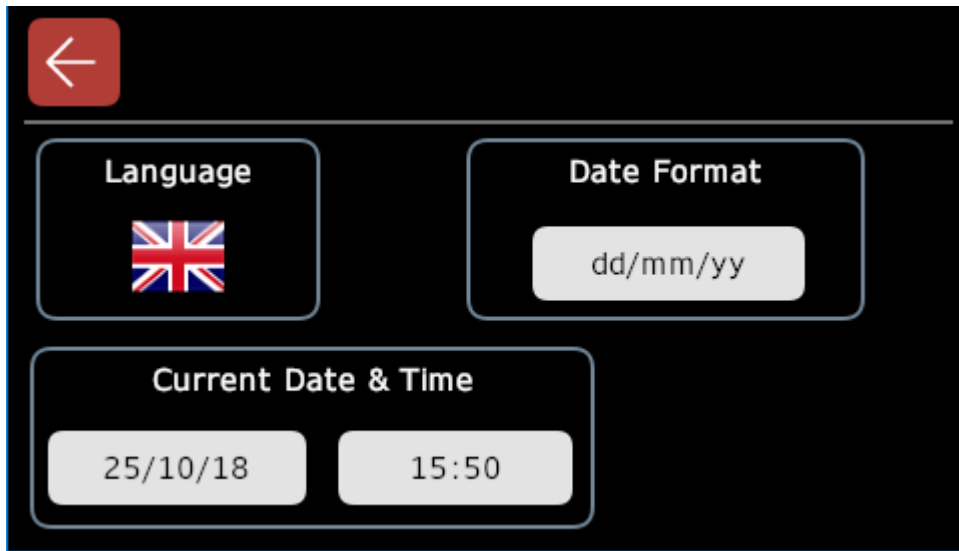 Language
Date Format
dd/mm/yy
Current Date & Time
25/10/18
15:50